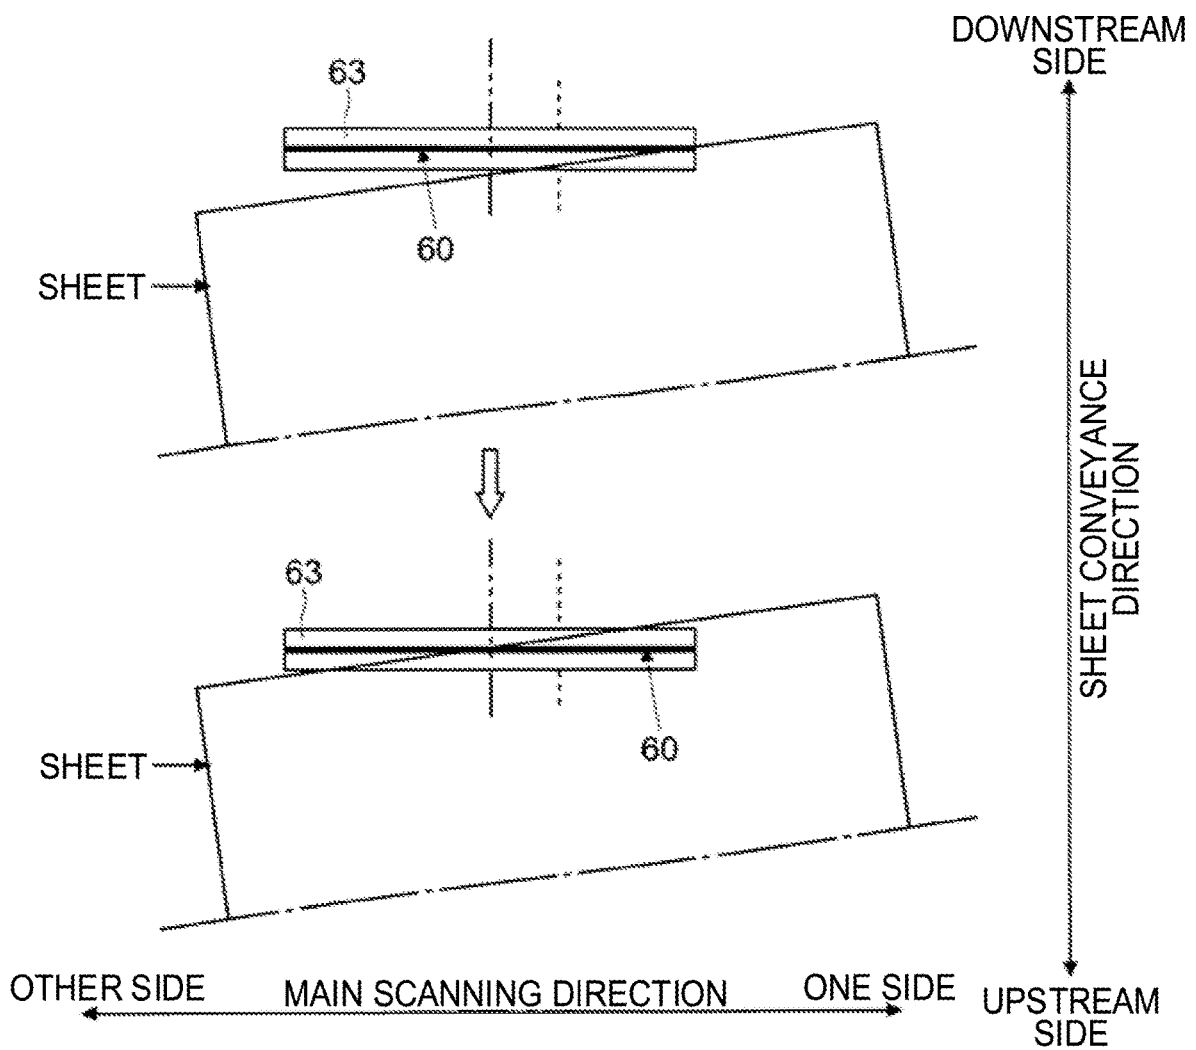 DOWNSTREAM
SIDE
63
60
SHEET
SHEET CONVEYANCE
DIRECTION
63
60
SHEET
OTHER SIDE
MAIN SCANNING DIRECTION
ONE SIDE
UPSTREAM
SIDE